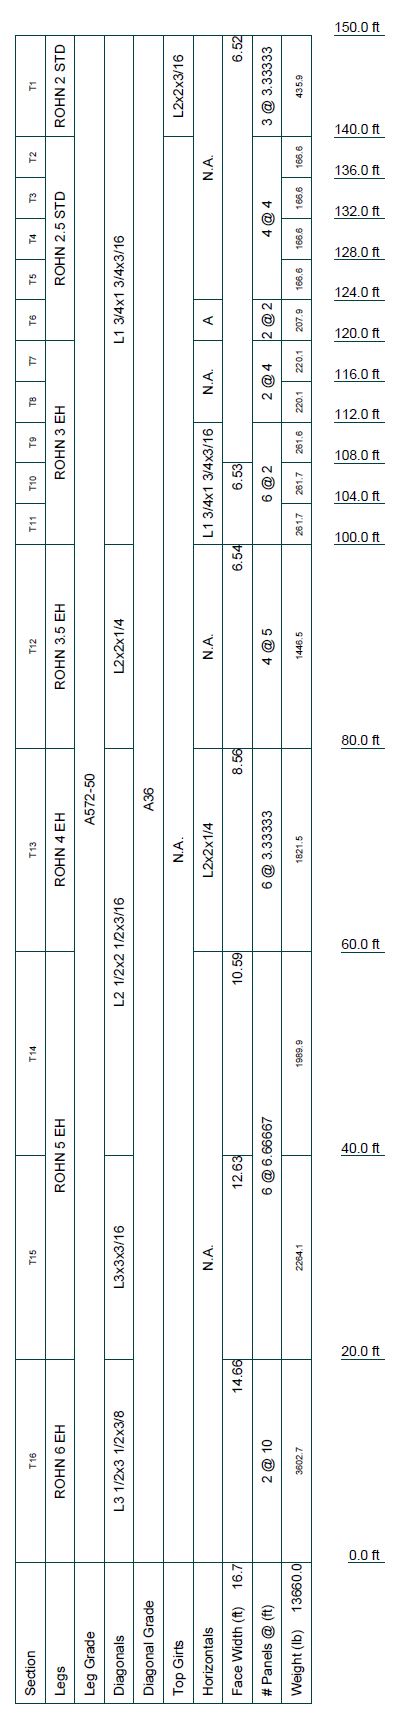 150.0 ft
140.0 ft
136.0 ft
132.0 ft
128.0 ft
124.0 ft
120.0 ft
116.0 ft
112.0 ft
108.0 ft
104.0 ft
100.0 ft
80.0 ft
60.0 ft
40.0 ft
20.0 ft
0.0 ft
Section
T16
T15
T14
T13
T12
T11
T10
T9
T8
T7
T6
T5
T4
T3
T2
T1
Legs
ROHN 6 EH
ROHN 5 EH
ROHN 4 EH
ROHN 3.5 EH
ROHN 3 EH
ROHN 2.5 STD
ROHN 2 STD
Leg Grade
A572-50
Diagonals
L3 1/2x3 1/2x3/8
L3x3x3/16
L2 1/2x2 1/2x3/16
L2x2x1/4
L1 3/4x1 3/4x3/16
Diagonal Grade
A36
Top Girts
N.A.
L2x2x3/16
Horizontals
N.A.
L2x2x1/4
N.A.
L1 3/4x1 3/4x3/16
N.A.
A
N.A.
Face Width (ft) 16.7
14.66
12.63
10.59
8.56
6.54
6.53
6.52
# Panels @ (ft)
2 @ 10
6 @ 6.66667
6 @ 3.33333
4 @ 5
6 @ 2
2 @ 4
2 @ 2
4 @ 4
3 @ 3.33333
Weight (lb) 13660.0
3602.7
2264.1
1989.9
1821.5
1446.5
261.7
261.7
261.6
220.1
220.1
207.9
166.6
166.6
166.6
166.6
435.9